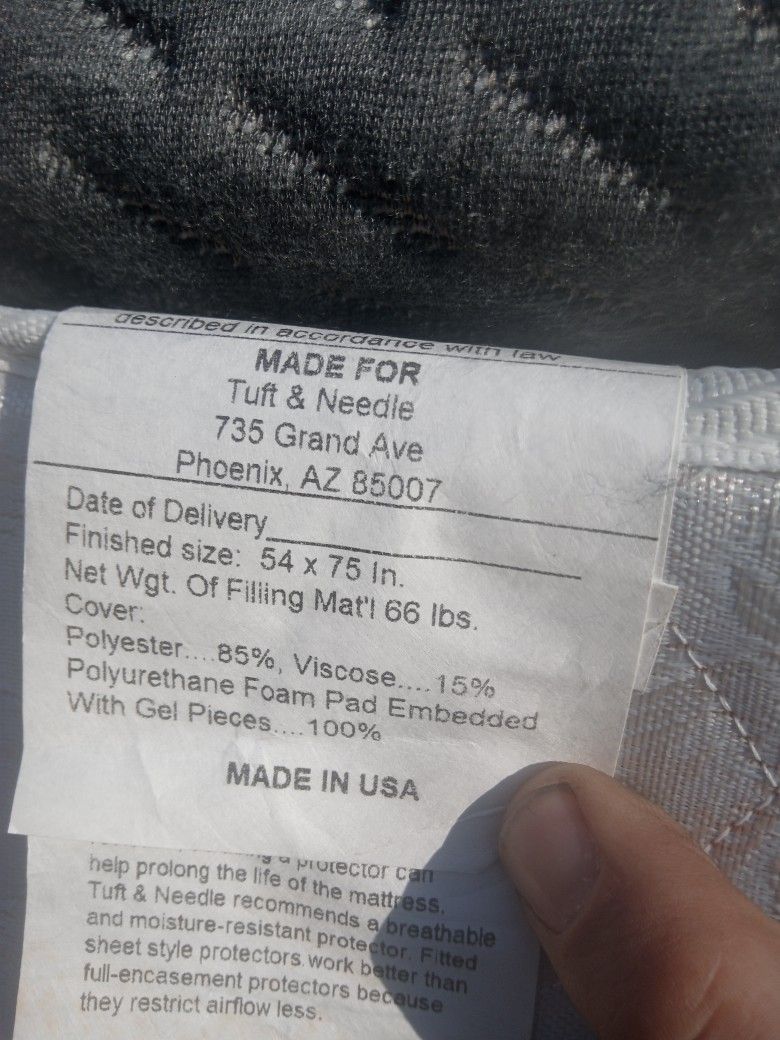 described in accordance with law
MADE FOR
Tuft & Needle
735 Grand Ave
Phoenix, AZ 85007
Date of Delivery
Finished size: 54 x 75 In.
Net Wgt. Of Filling Mat'l 66 lbs.
Cover:
Polyester....85%, Viscose....15%
Polyurethane Foam Pad Embedded
With Gel Pieces....100%
MADE IN USA
protector can
help prolong the life of the mattress.
Tuft & Needle recommends a breathable
and moisture-resistant protector. Fitted
sheet style protectors work better than
full-encasement protectors because
they restrict airflow less.